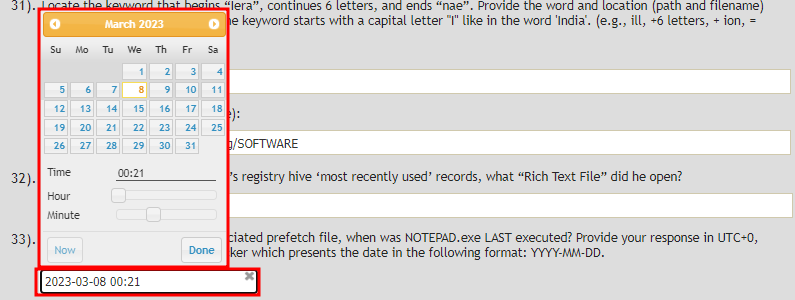 31). Locate the keyword that begins “Iera”, continues 6 letters, and ends “nae”. Provide the word and location (path and filename)
e keyword starts with a capital letter "I" like in the word 'India'. (e.g., ill, +6 letters, + ion, =
March 2023
Su Mo Tu We Th Fr Sa
1 2 3 4
5 6 7 8 9 10 11
12 13 14 15 16 17 18
19 20 21 22 23 24 25
26 27 28 29 30 31
e):
g/SOFTWARE
Time 00:21
Hour
Minute
Now Done
32). 's registry hive ‘most recently used’ records, what “Rich Text File” did he open?
33). ciated prefetch file, when was NOTEPAD.exe LAST executed? Provide your response in UTC+0,
ker which presents the date in the following format: YYYY-MM-DD.
2023-03-08 00:21